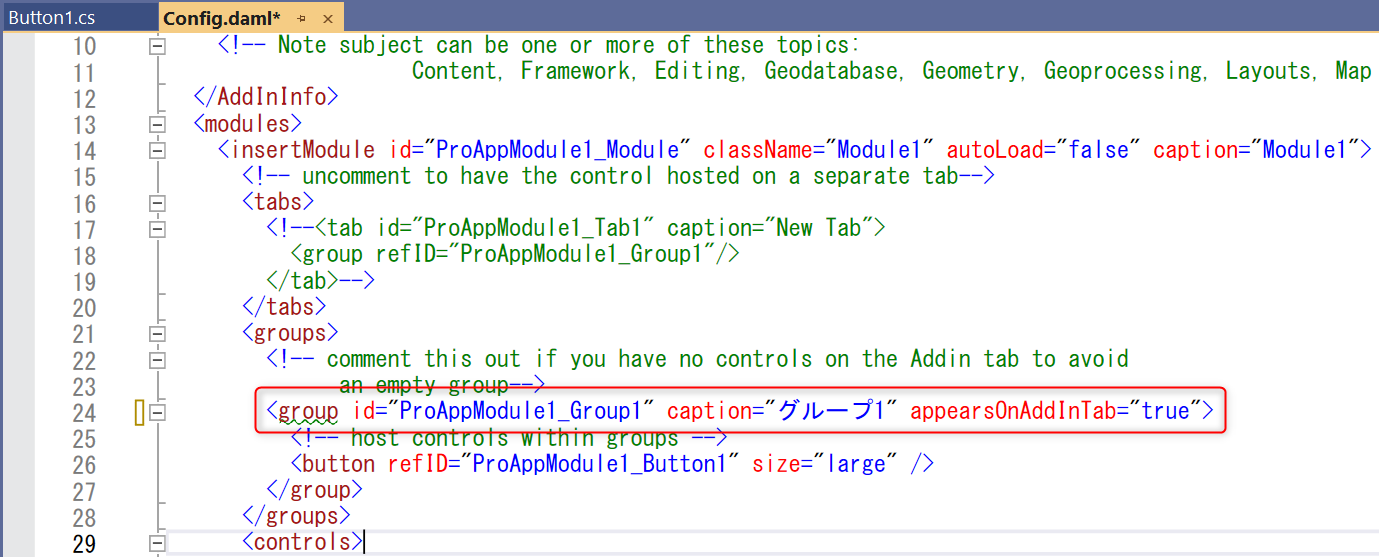 Button1.cs Config.daml*
10 <!-- Note subject can be one or more of these topics:
11 Content, Framework, Editing, Geodatabase, Geometry, Geoprocessing, Layouts, Map
12 </AddInInfo>
13 <modules>
14 <insertModule id="ProAppModule1_Module" className="Module1" autoLoad="false" caption="Module1">
15 <!-- uncomment to have the control hosted on a separate tab-->
16 <tabs>
17 <!--<tab id="ProAppModule1_Tab1" caption="New Tab">
18 <group refID="ProAppModule1_Group1"/>
19 </tab>-->
20 </tabs>
21 <groups>
22 <!-- comment this out if you have no controls on the Addin tab to avoid
23 an empty group-->
24 <group id="ProAppModule1_Group1" caption="グループ1" appearsOnAddInTab="true">
25 <!-- host controls within groups -->
26 <button refID="ProAppModule1_Button1" size="large" />
27 </group>
28 </groups>
29 <controls>